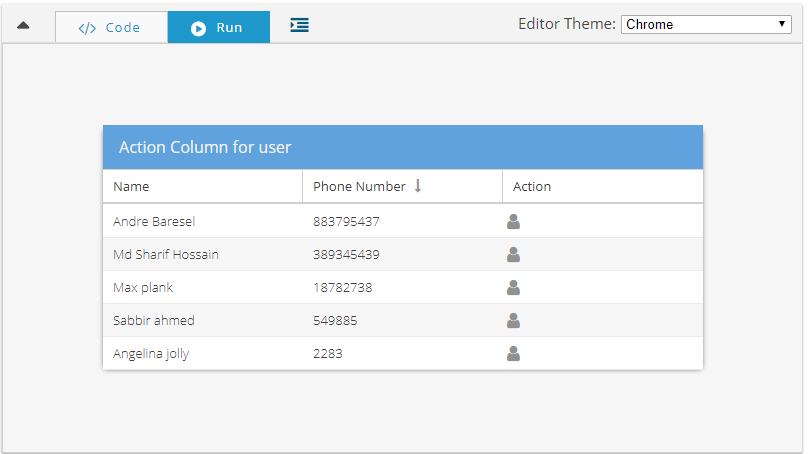 </> Code Run Editor Theme: Chrome
Action Column for user
Name Phone Number Action
Andre Baresel 883795437
Md Sharif Hossain 389345439
Max plank 18782738
Sabbir ahmed 549885
Angelina jolly 2283